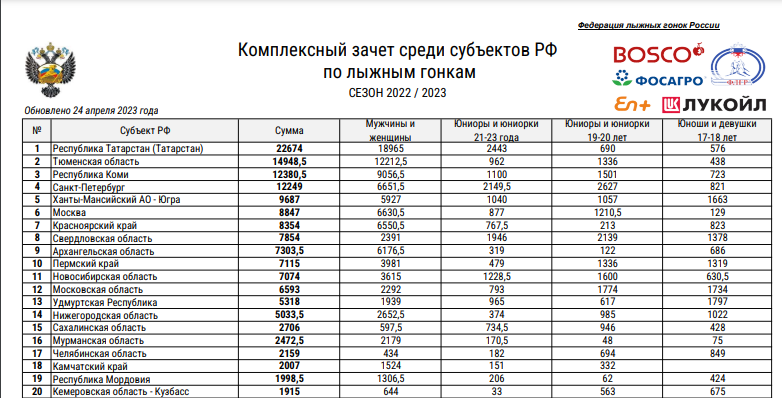 Федерация лыжных гонок России
Комплексный зачет среди субъектов РФ
по лыжным гонкам
СЕЗОН 2022 / 2023
BOSCO
ФОСАГРО
ФЛГР
En+
ЛУКОЙЛ
Обновлено 24 апреля 2023 года
№ Субъект РФ Сумма Мужчины и женщины Юниоры и юниорки 21-23 года Юниоры и юниорки 19-20 лет Юноши и девушки 17-18 лет
1 Республика Татарстан (Татарстан) 22674 18965 2443 690 576
2 Тюменская область 14948,5 12212,5 962 1336 438
3 Республика Коми 12380,5 9056,5 1100 1501 723
4 Санкт-Петербург 12249 6651,5 2149,5 2627 821
5 Ханты-Мансийский АО - Югра 9687 5927 1040 1057 1663
6 Москва 8847 6630,5 877 1210,5 129
7 Красноярский край 8354 6550,5 767,5 213 823
8 Свердловская область 7854 2391 1946 2139 1378
9 Архангельская область 7303,5 6176,5 319 122 686
10 Пермский край 7115 3981 479 1336 1319
11 Новосибирская область 7074 3615 1228,5 1600 630,5
12 Московская область 6593 2292 793 1774 1734
13 Удмуртская Республика 5318 1939 965 617 1797
14 Нижегородская область 5033,5 2652,5 374 985 1022
15 Сахалинская область 2706 597,5 734,5 946 428
16 Мурманская область 2472,5 2179 170,5 48 75
17 Челябинская область 2159 434 182 694 849
18 Камчатский край 2007 1524 151 332
19 Республика Мордовия 1998,5 1306,5 206 62 424
20 Кемеровская область - Кузбасс 1915 644 33 563 675